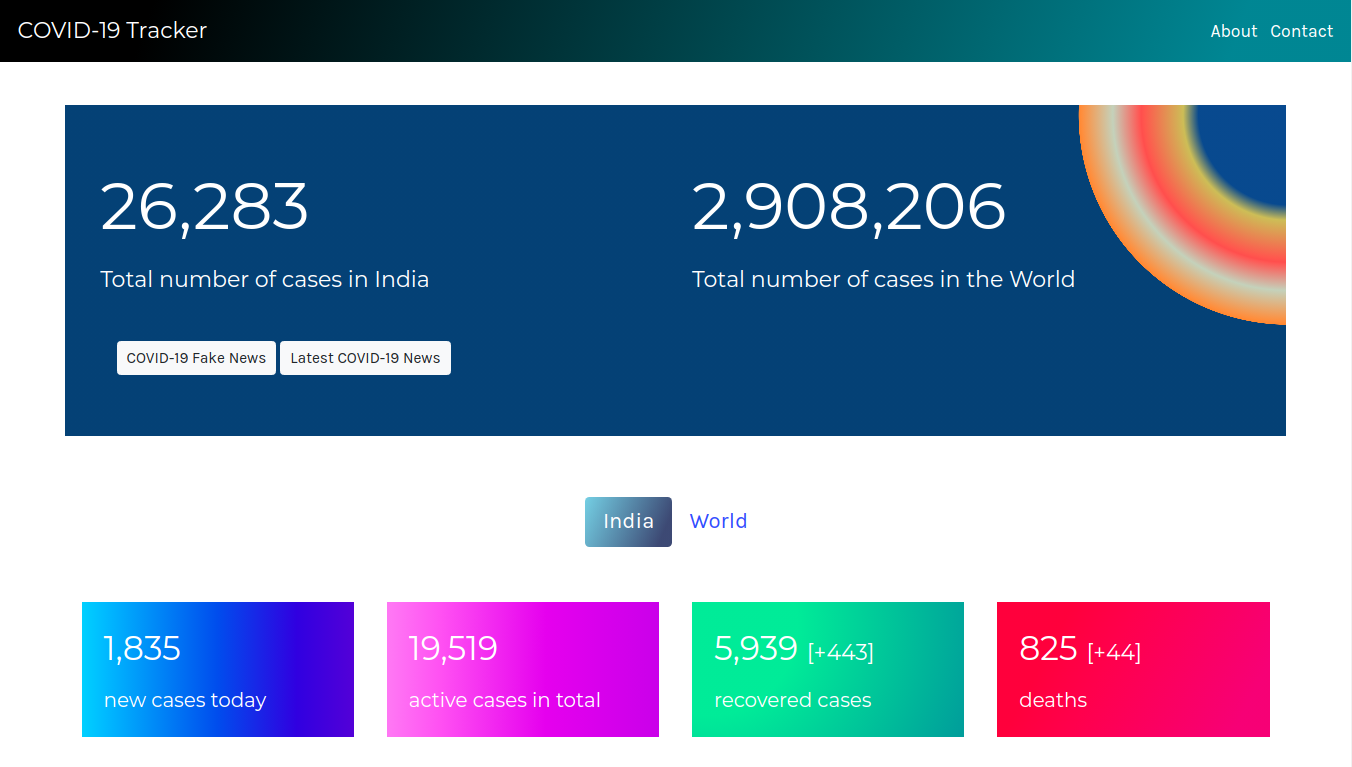 COVID-19 Tracker
About Contact
26,283
Total number of cases in India
2,908,206
Total number of cases in the World
COVID-19 Fake News
Latest COVID-19 News
India
World
1,835
new cases today
19,519
active cases in total
5,939 [+443]
recovered cases
825 [+44]
deaths